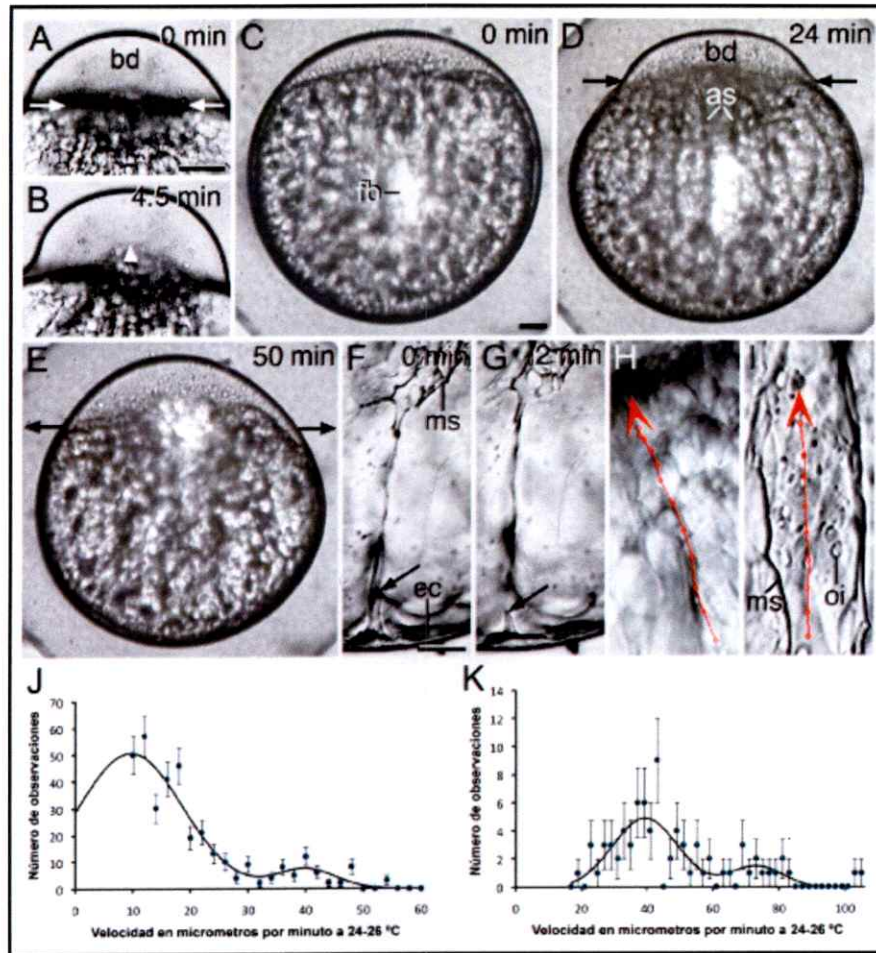 A
0 min
bd
B
4.5 min
C
0 min
ib
D
24 min
bd
as
E
50 min
F
0 min
ms
ec
G
2 min
H
I
ms
oi
J
Número de observaciones
70
60
50
40
30
20
10
0
0 10 20 30 40 50 60
Velocidad en micrometros por minuto a 24-26 ºC
K
Número de observaciones
14
12
10
8
6
4
2
0
0 20 40 60 80 100
Velocidad en micrometros por minuto a 24-26 ºC